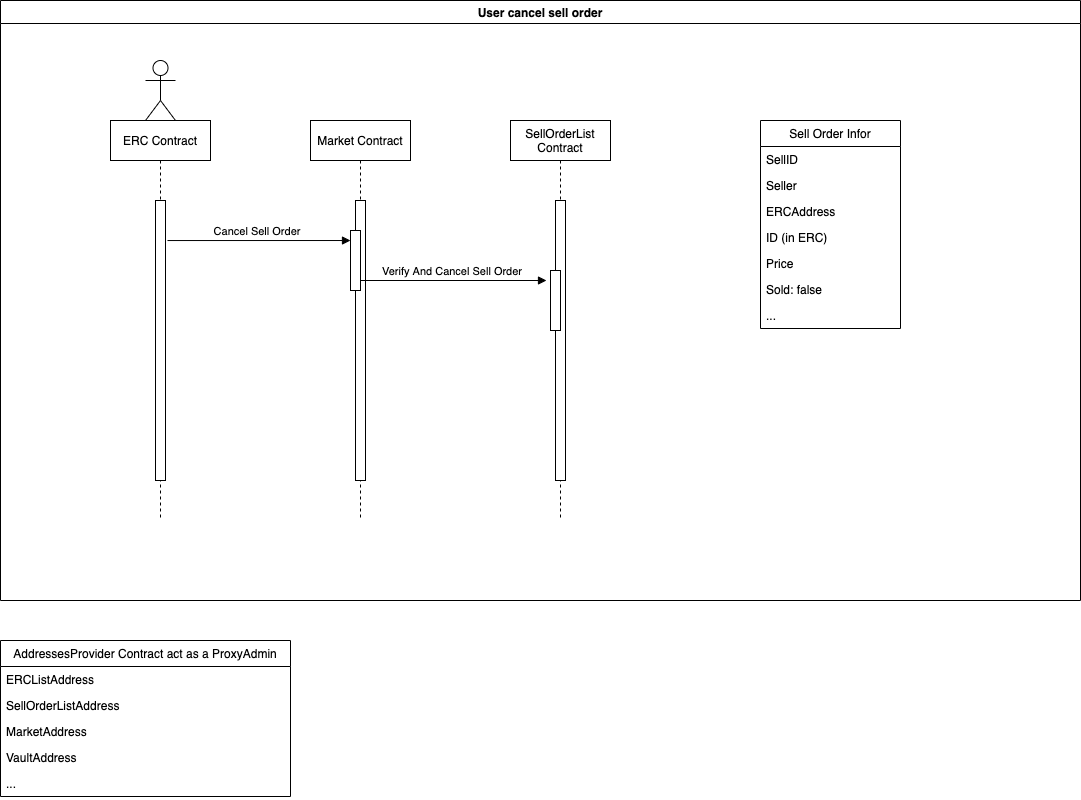 User cancel sell order
ERC Contract
Market Contract
SellOrderList
Contract
Cancel Sell Order
Verify And Cancel Sell Order
Sell Order Infor
SellID
Seller
ERCAddress
ID (in ERC)
Price
Sold: false
...
AddressesProvider Contract act as a ProxyAdmin
ERCListAddress
SellOrderListAddress
MarketAddress
VaultAddress
...